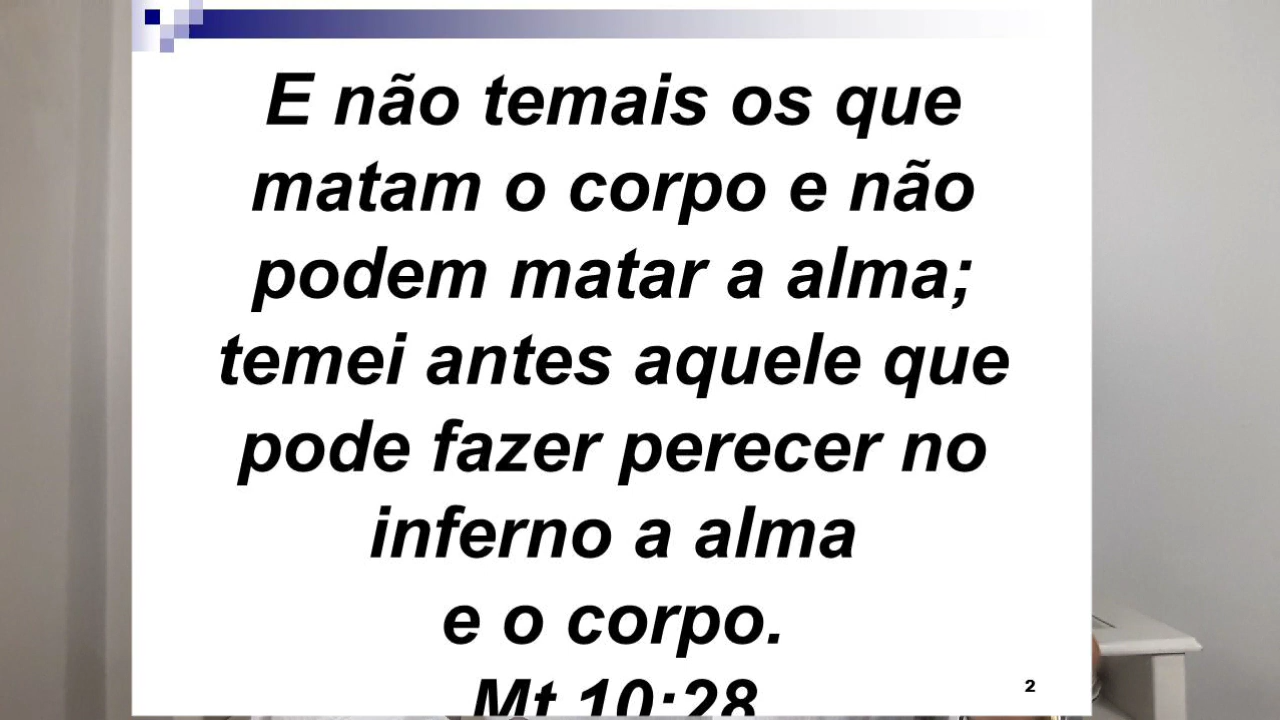 E não temais os que
matam o corpo e não
podem matar a alma;
temei antes aquele que
pode fazer perecer no
inferno a alma
e o corpo.
Mt 10:28
2